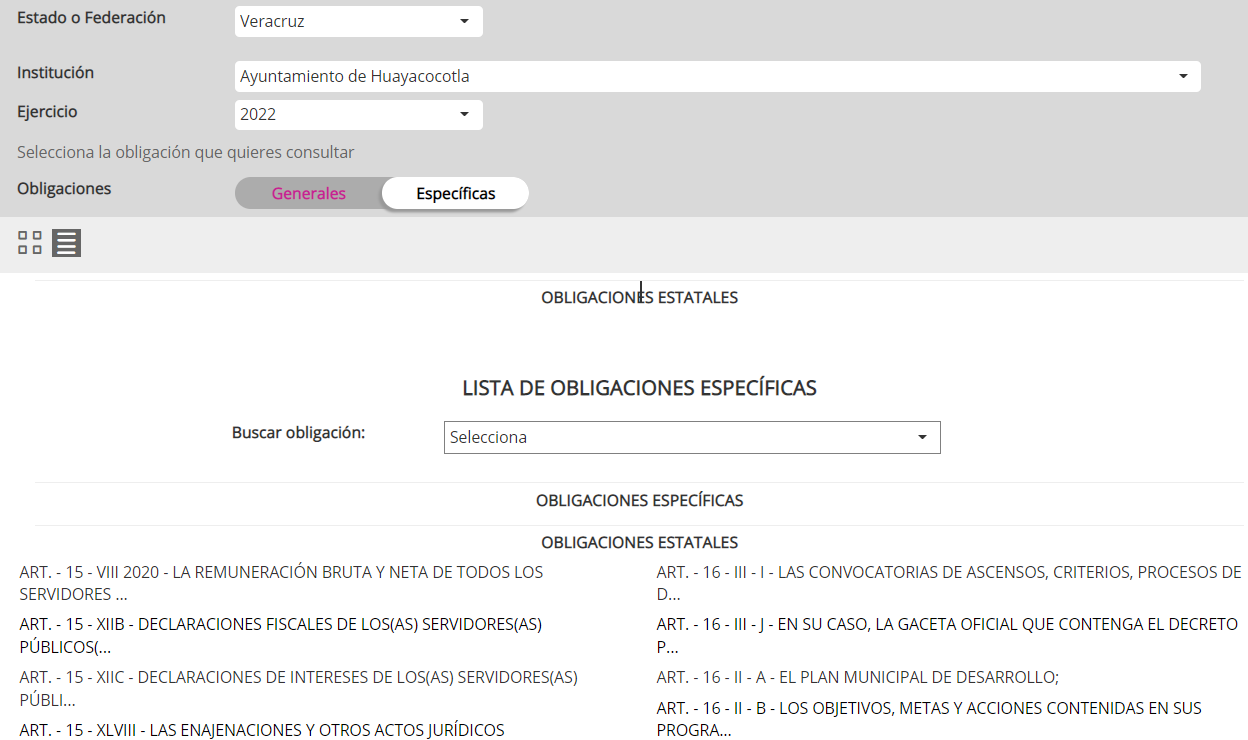 Estado o Federación
Veracruz
Institución
Ayuntamiento de Huayacocotla
Ejercicio
2022
Selecciona la obligación que quieres consultar
Obligaciones
Generales
Específicas
OBLIGACIONES ESTATALES
LISTA DE OBLIGACIONES ESPECÍFICAS
Buscar obligación:
Selecciona
OBLIGACIONES ESPECÍFICAS
OBLIGACIONES ESTATALES
ART. - 15 - VIII 2020 - LA REMUNERACIÓN BRUTA Y NETA DE TODOS LOS
SERVIDORES ...
ART. - 15 - XIIB - DECLARACIONES FISCALES DE LOS(AS) SERVIDORES(AS)
PÚBLICOS(...
ART. - 15 - XIIC - DECLARACIONES DE INTERESES DE LOS(AS) SERVIDORES(AS)
PÚBLI...
ART. - 15 - XLVIII - LAS ENAJENACIONES Y OTROS ACTOS JURÍDICOS
ART. - 16 - III - I - LAS CONVOCATORIAS DE ASCENSOS, CRITERIOS, PROCESOS DE
D...
ART. - 16 - III - J - EN SU CASO, LA GACETA OFICIAL QUE CONTENGA EL DECRETO
P...
ART. - 16 - II - A - EL PLAN MUNICIPAL DE DESARROLLO;
ART. - 16 - II - B - LOS OBJETIVOS, METAS Y ACCIONES CONTENIDAS EN SUS
PROGRA...